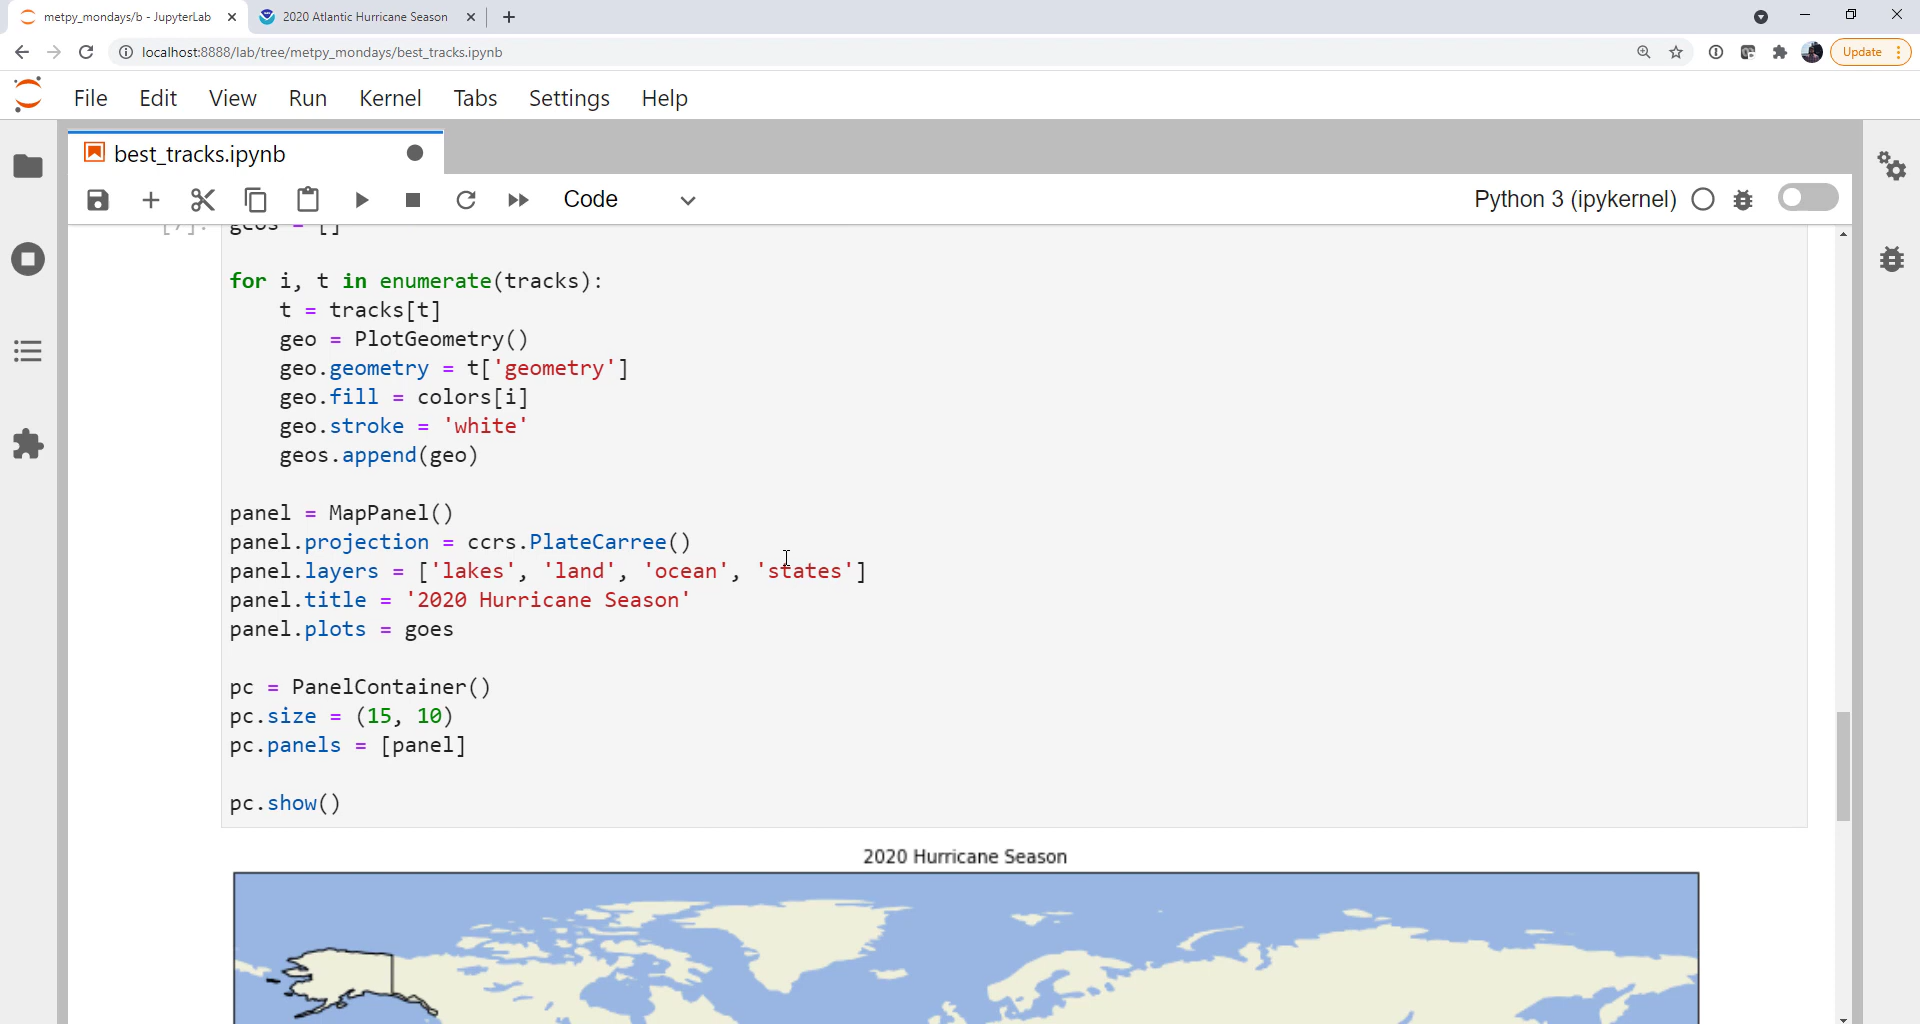 metpy_mondays/b - JupyterLab
2020 Atlantic Hurricane Season
localhost:8888/lab/tree/metpy_mondays/best_tracks.ipynb
Update
File Edit View Run Kernel Tabs Settings Help
best_tracks.ipynb
Code
Python 3 (ipykernel)
[7]: geos = []
for i, t in enumerate(tracks):
t = tracks[t]
geo = PlotGeometry()
geo.geometry = t['geometry']
geo.fill = colors[i]
geo.stroke = 'white'
geos.append(geo)
panel = MapPanel()
panel.projection = ccrs.PlateCarree()
panel.layers = ['lakes', 'land', 'ocean', 'states']
panel.title = '2020 Hurricane Season'
panel.plots = goes
pc = PanelContainer()
pc.size = (15, 10)
pc.panels = [panel]
pc.show()
2020 Hurricane Season